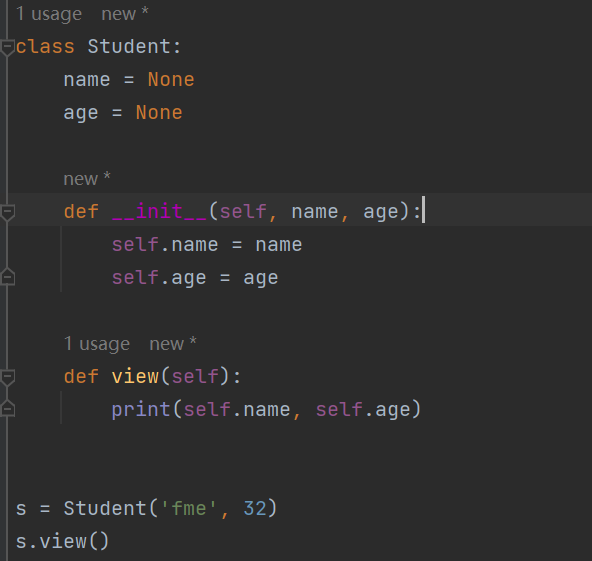 1 usage new *
class Student:
    name = None
    age = None
    new *
    def __init__(self, name, age):
        self.name = name
        self.age = age
    1 usage new *
    def view(self):
        print(self.name, self.age)
s = Student('fme', 32)
s.view()